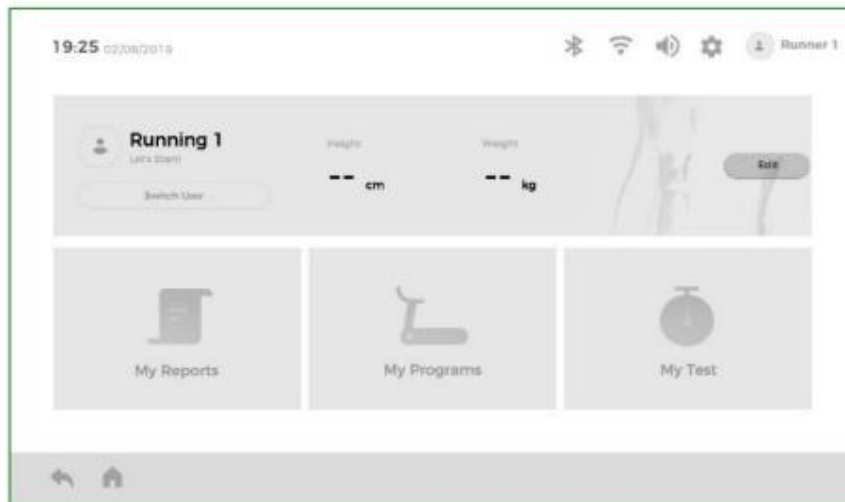 19:25 02/08/2019
Runner 1
Running 1
Let's Start!
Switch User
Height
-- cm
Weight
-- kg
Edit
My Reports
My Programs
My Test